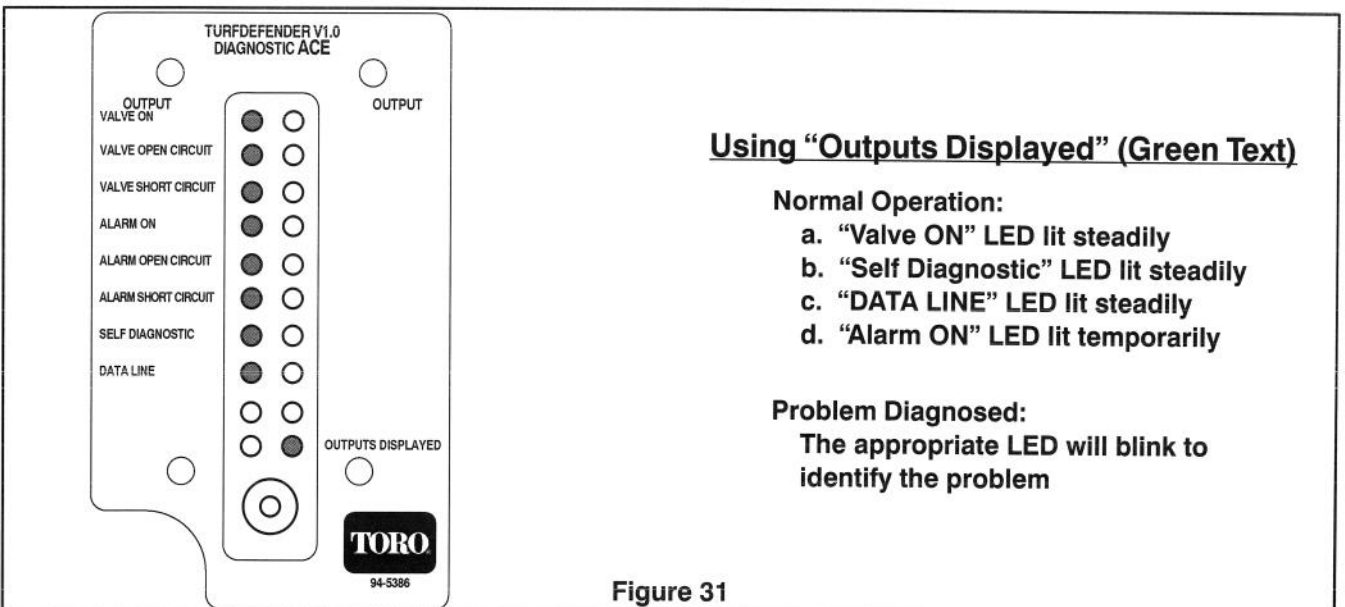 TURFDEFENDER V1.0
DIAGNOSTIC ACE
OUTPUT
OUTPUT
VALVE ON
VALVE OPEN CIRCUIT
VALVE SHORT CIRCUIT
ALARM ON
ALARM OPEN CIRCUIT
ALARM SHORT CIRCUIT
SELF DIAGNOSTIC
DATA LINE
OUTPUTS DISPLAYED
TORO
94-5386
Using “Outputs Displayed” (Green Text)
Normal Operation:
a. “Valve ON” LED lit steadily
b. “Self Diagnostic” LED lit steadily
c. “DATA LINE” LED lit steadily
d. “Alarm ON” LED lit temporarily
Problem Diagnosed:
The appropriate LED will blink to
identify the problem
Figure 31